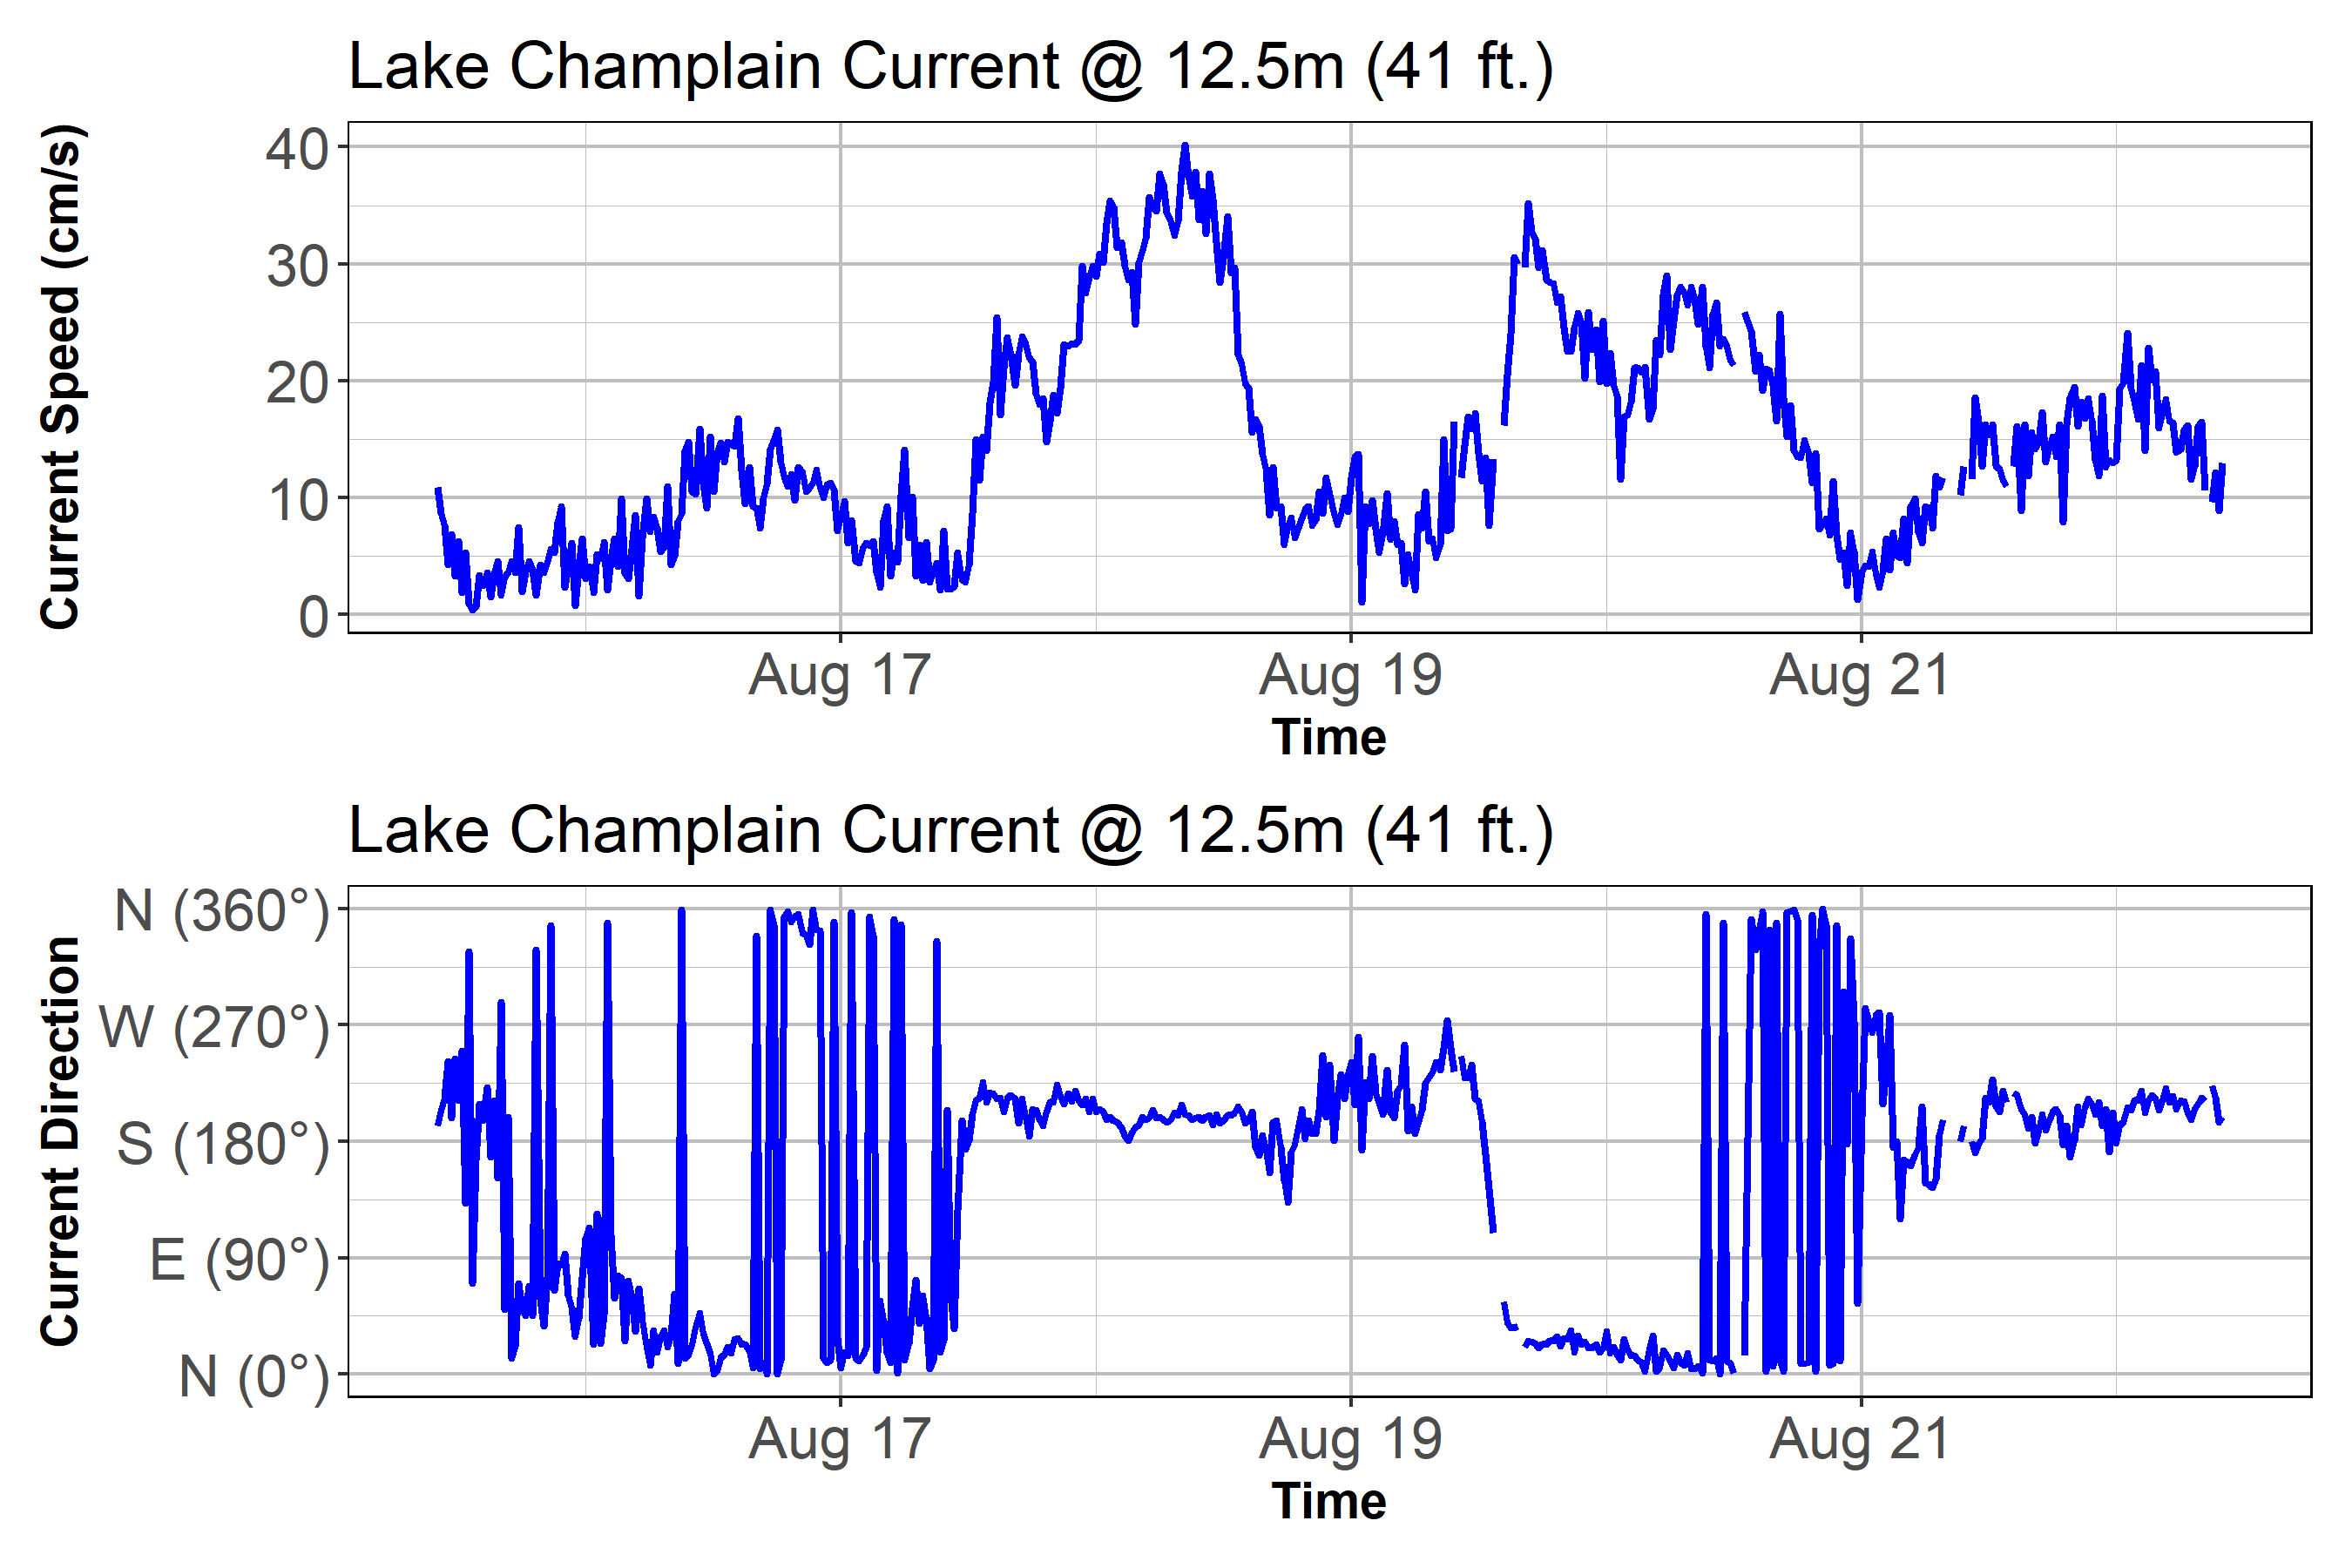 Lake Champlain Current @ 12.5m (41 ft.)
Current Speed (cm/s)
40
30
20
10
0
Aug 17 Aug 19 Aug 21
Time
Lake Champlain Current @ 12.5m (41 ft.)
Current Direction
N (360°)
W (270°)
S (180°)
E (90°)
N (0°)
Aug 17 Aug 19 Aug 21
Time